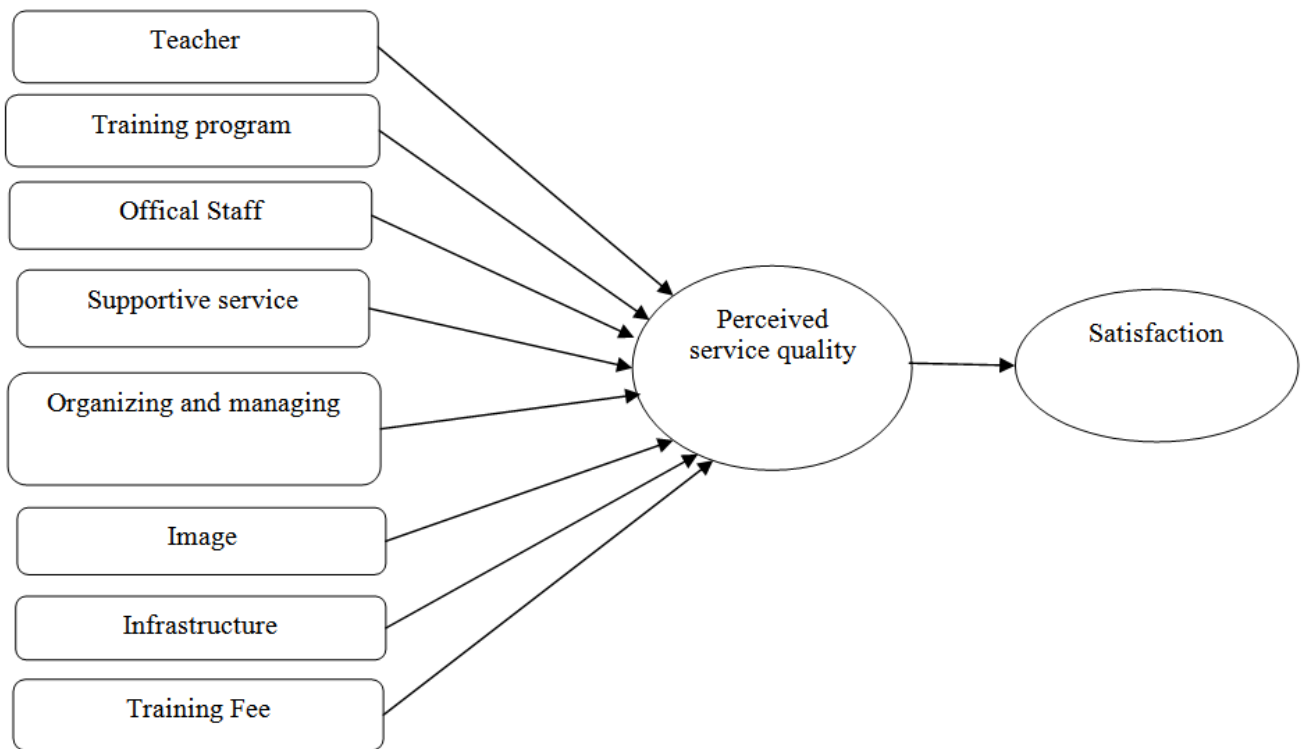 Teacher
Training program
Offical Staff
Supportive service
Organizing and managing
Image
Infrastructure
Training Fee
Perceived
service quality
Satisfaction